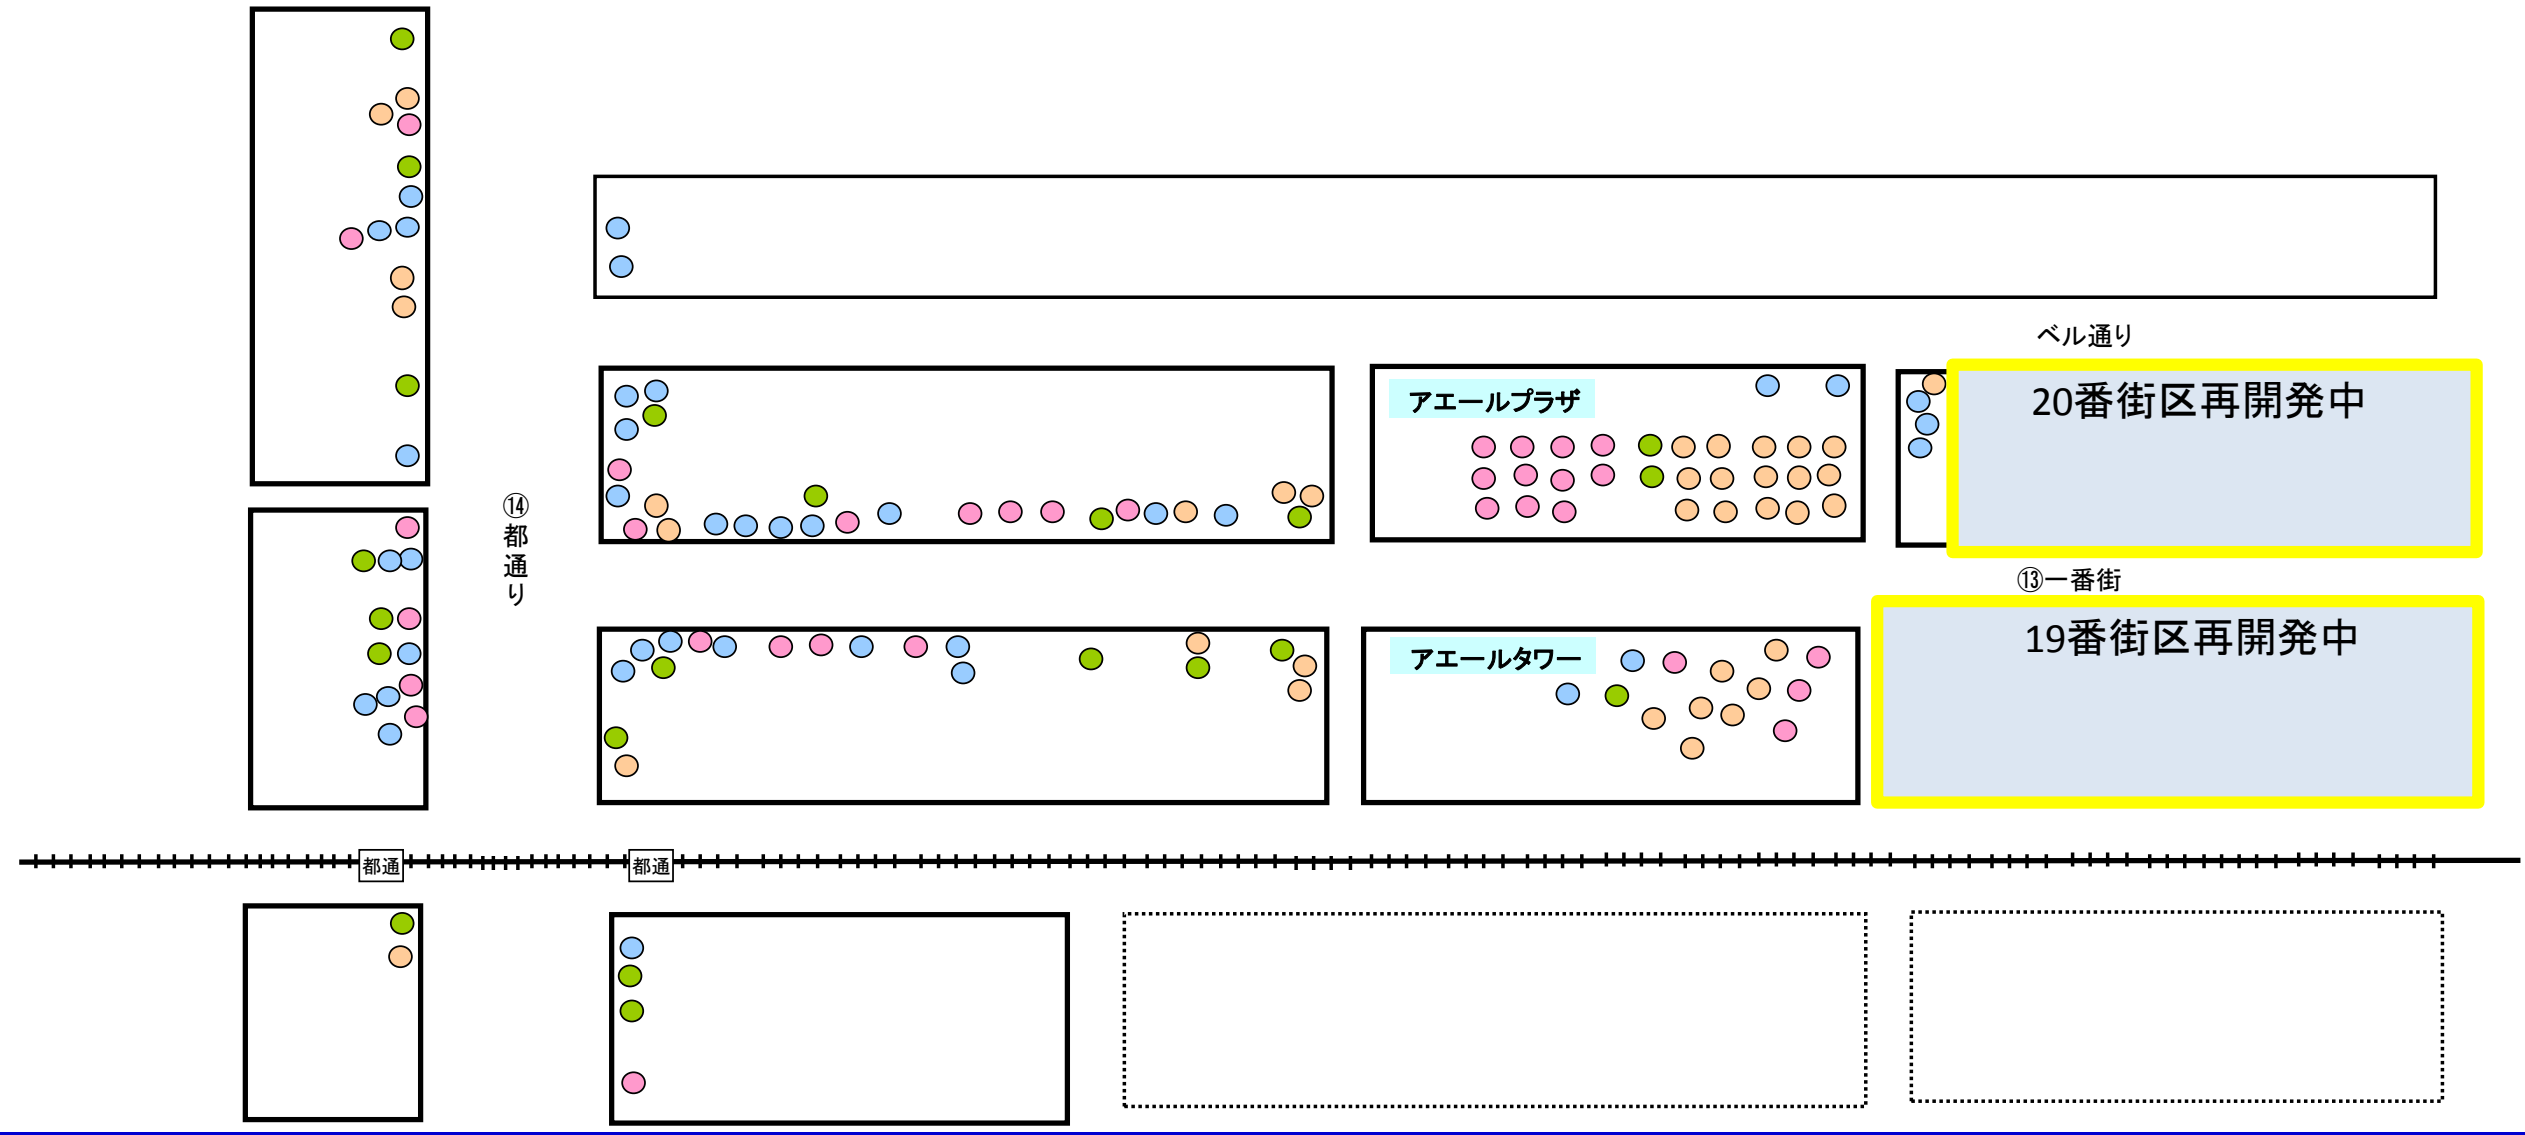 ベル通り
アエールプラザ
20番街区再開発中
⑭都通り
⑬一番街
アエールタワー
19番街区再開発中
都通
都通